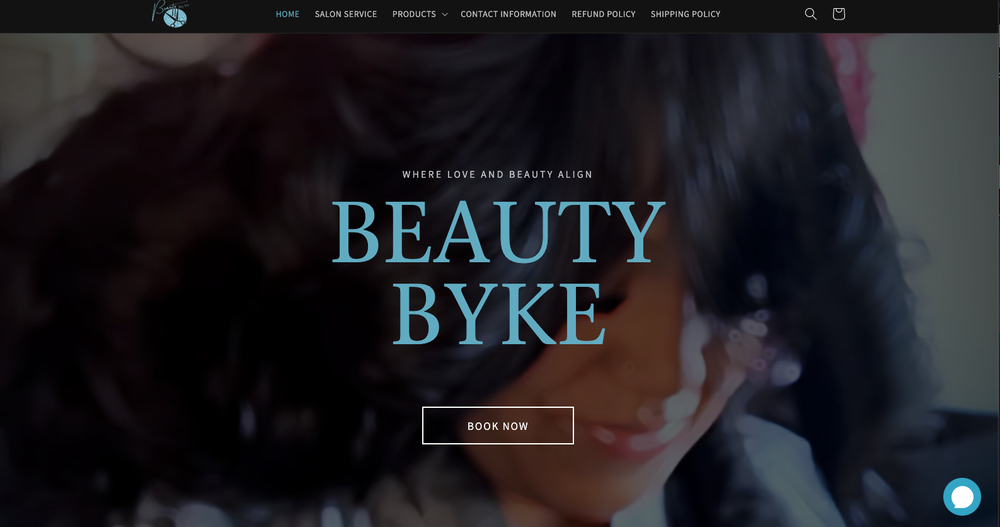 Beauty
HOME
SALON SERVICE
PRODUCTS
CONTACT INFORMATION
REFUND POLICY
SHIPPING POLICY
WHERE LOVE AND BEAUTY ALIGN
BEAUTY
BYKE
BOOK NOW